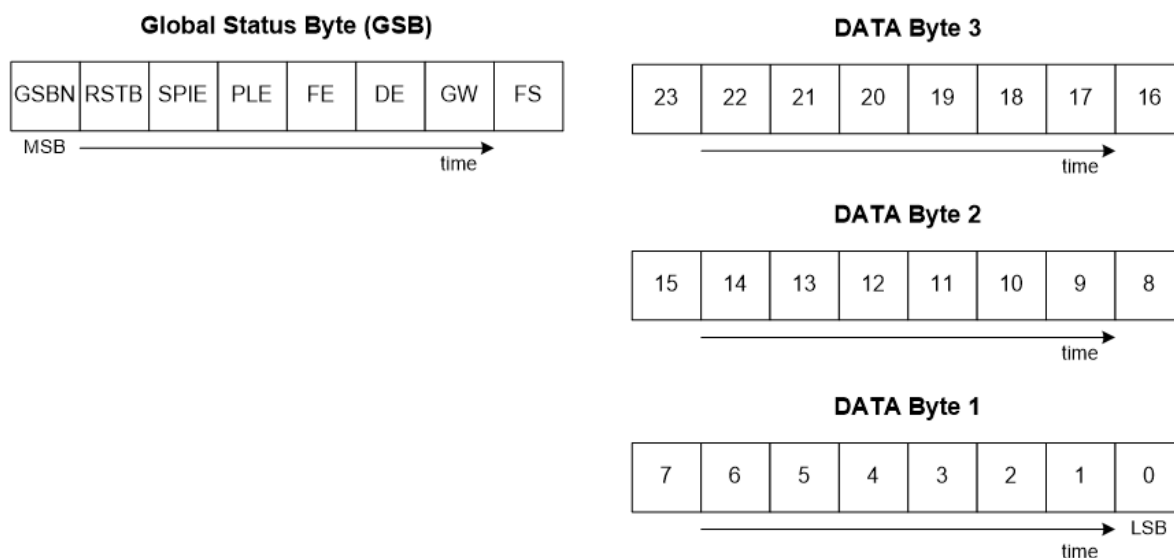 Global Status Byte (GSB)
GSBN RSTB SPIE PLE FE DE GW FS
MSB time
DATA Byte 3
23 22 21 20 19 18 17 16
time
DATA Byte 2
15 14 13 12 11 10 9 8
time
DATA Byte 1
7 6 5 4 3 2 1 0
time LSB